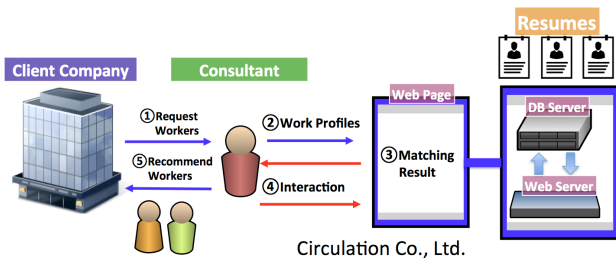 Resumes
Client Company
Consultant
Web Page
DB Server
①Request
Workers
②Work Profiles
③Matching
Result
⑤Recommend
Workers
④Interaction
Web Server
Circulation Co., Ltd.